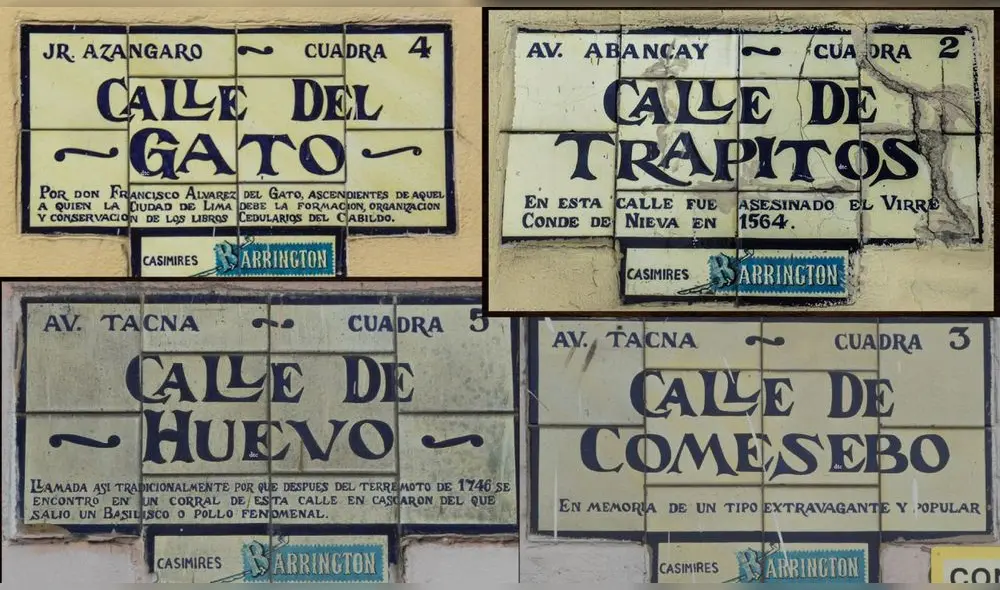 JR. AZANGARO ~ CUADRA 4
CALLE DEL
~ GATO ~
POR DON FRANCISCO ALVAREZ DEL GATO, ASCENDIENTES DE AQUEL
A QUIEN LA CIUDAD DE LIMA DEBE LA FORMACION, ORGANIZACION
Y CONSERVACION DE LOS LIBROS CEDULARIOS DEL CABILDO.
CASIMIRES BARRINGTON
AV. ABANCAY ~ CUADRA 2
CALLE DE
TRAPITOS
EN ESTA CALLE FUE ASESINADO EL VIRRE
CONDE DE NIEVA EN 1564.
CASIMIRES BARRINGTON
AV. TACNA ~ CUADRA 5
CALLE DE
~ HUEVO ~
LLAMADA ASI TRADICIONALMENTE POR QUE DESPUES DEL TERREMOTO DE 1746 SE
ENCONTRO EN UN CORRAL DE ESTA CALLE EN CASCARON DEL QUE
SALIO UN BASILISCO O POLLO FENOMENAL.
CASIMIRES BARRINGTON
AV. TACNA ~ CUADRA 3
CALLE DE
COMESEBO
EN MEMORIA DE UN TIPO EXTRAVAGANTE Y POPULAR
CASIMIRES BARRINGTON